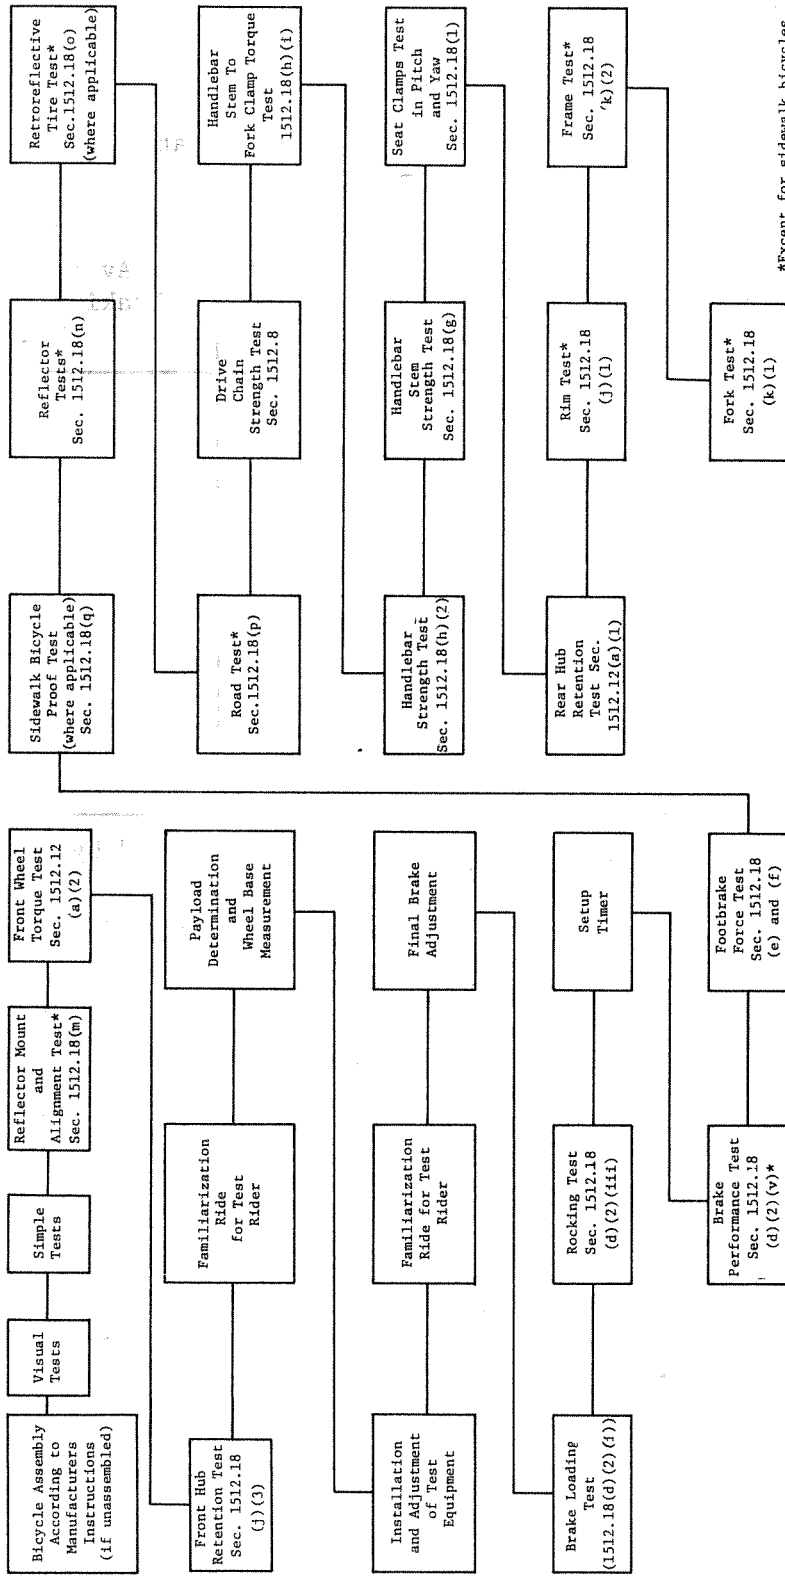 Bicycle Assembly
According to
Manufacturers
Instructions
(if unassembled)
Visual
Tests
Simple
Tests
Reflector Mount
and
Alignment Test*
Sec. 1512.18(m)
Front Wheel
Torque Test
Sec. 1512.12
(a)(2)
Front Hub
Retention Test
Sec. 1512.18
(j)(3)
Familiarization
Ride
for Test
Rider
Payload
Determination
and
Wheel Base
Measurement
Installation
and Adjustment
of Test
Equipment
Familiarization
Ride for Test
Rider
Final Brake
Adjustment
Brake Loading
Test
(1512.18(d)(2)(i))
Rocking Test
Sec. 1512.18
(d)(2)(iii)
Setup
Timer
Brake
Performance Test
Sec. 1512.18
(d)(2)(v)*
Footbrake
Force Test
Sec. 1512.18
(e) and (f)
Sidewalk Bicycle
Proof Test
(where applicable)
Sec. 1512.18(q)
Reflector
Tests*
Sec. 1512.18(n)
Retroreflective
Tire Test*
Sec.1512.18(o)
(where applicable)
Road Test*
Sec.1512.18(p)
Drive
Chain
Strength Test
Sec. 1512.8
Handlebar
Stem To
Fork Clamp Torque
Test
1512.18(h)(i)
Handlebar
Strength Test
Sec. 1512.18(h)(2)
Handlebar
Stem
Strength Test
Sec. 1512.18(g)
Seat Clamps Test
in Pitch
and Yaw
Sec. 1512.18(l)
Rear Hub
Retention
Test Sec.
1512.12(a)(1)
Rim Test*
Sec. 1512.18
(j)(1)
Frame Test*
Sec. 1512.18
k)(2)
Fork Test*
Sec. 1512.18
(k)(1)
*Except for sidewalk bicycles